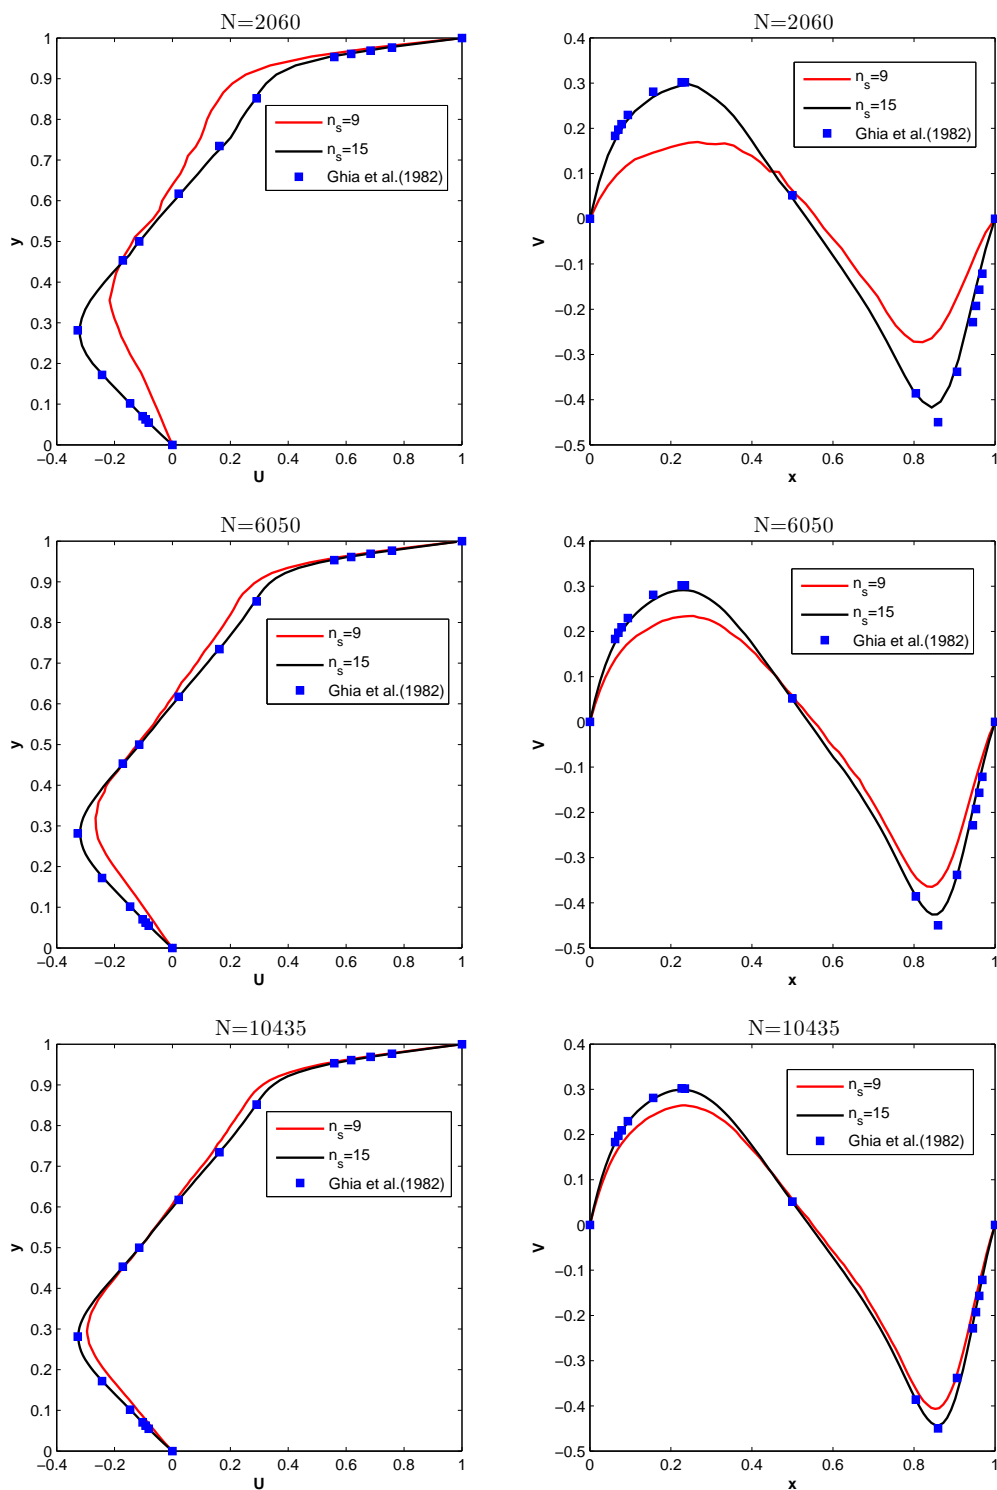 N=2060
1
0.9
0.8
0.7
0.6
0.5
0.4
0.3
0.2
0.1
0
y
−0.4 −0.2 0 0.2 0.4 0.6 0.8 1
U
n_s=9
n_s=15
Ghia et al.(1982)
N=2060
0.4
0.3
0.2
0.1
0
−0.1
−0.2
−0.3
−0.4
−0.5
V
0 0.2 0.4 0.6 0.8 1
x
n_s=9
n_s=15
Ghia et al.(1982)
N=6050
1
0.9
0.8
0.7
0.6
0.5
0.4
0.3
0.2
0.1
0
y
−0.4 −0.2 0 0.2 0.4 0.6 0.8 1
U
n_s=9
n_s=15
Ghia et al.(1982)
N=6050
0.4
0.3
0.2
0.1
0
−0.1
−0.2
−0.3
−0.4
−0.5
V
0 0.2 0.4 0.6 0.8 1
x
n_s=9
n_s=15
Ghia et al.(1982)
N=10435
1
0.9
0.8
0.7
0.6
0.5
0.4
0.3
0.2
0.1
0
y
−0.4 −0.2 0 0.2 0.4 0.6 0.8 1
U
n_s=9
n_s=15
Ghia et al.(1982)
N=10435
0.4
0.3
0.2
0.1
0
−0.1
−0.2
−0.3
−0.4
−0.5
V
0 0.2 0.4 0.6 0.8 1
x
n_s=9
n_s=15
Ghia et al.(1982)